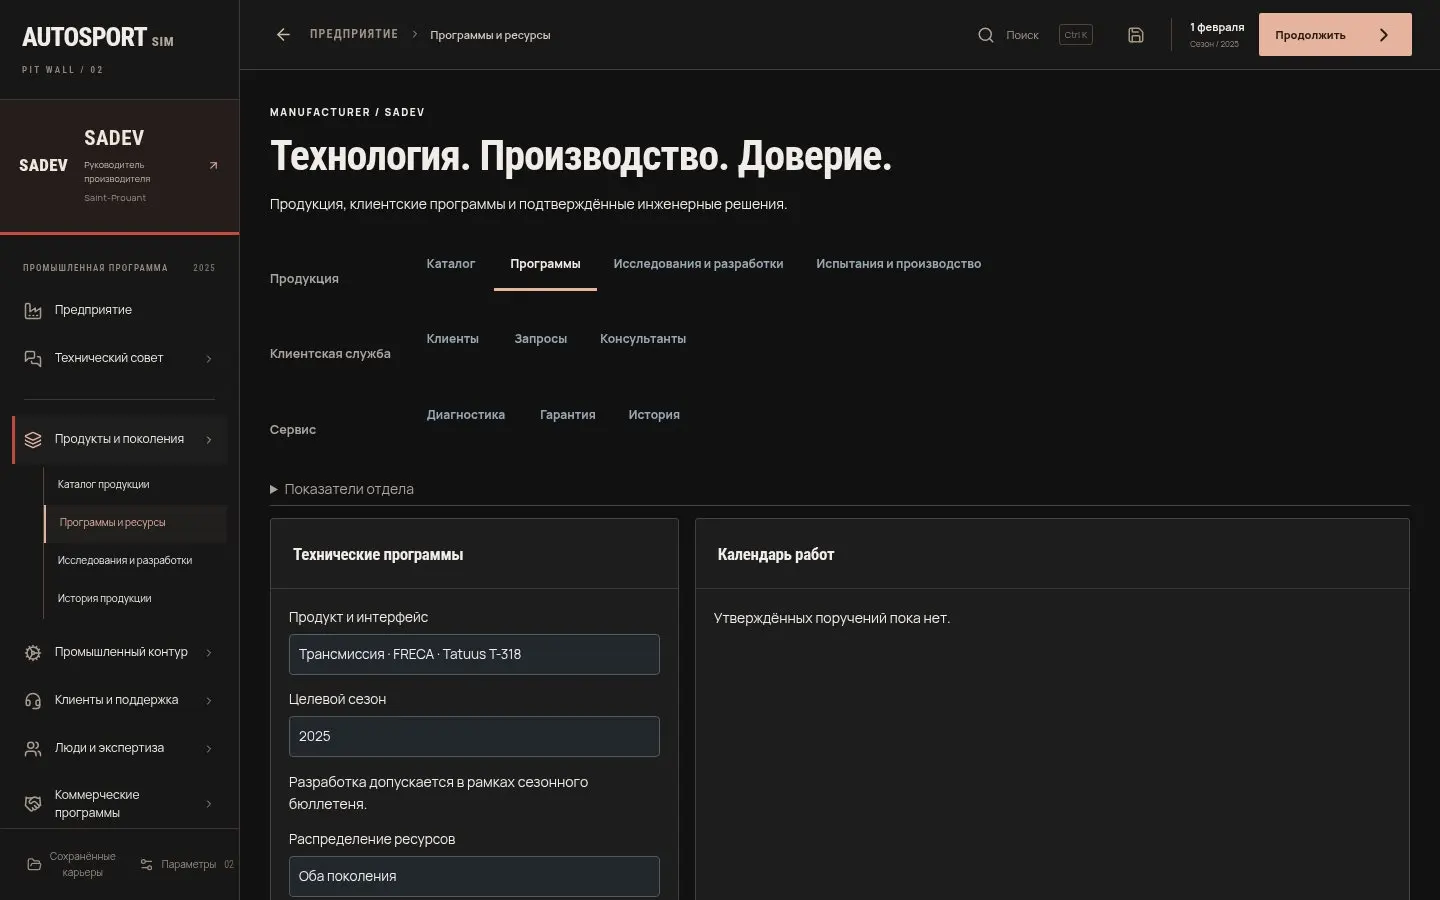 AUTOSPORT SIM
PIT WALL / 02
SADEV
SADEV
Руководитель
производителя
Saint-Prouant
ПРОМЫШЛЕННАЯ ПРОГРАММА 2025
Предприятие
Технический совет
Продукты и поколения
Каталог продукции
Программы и ресурсы
Исследования и разработки
История продукции
Промышленный контур
Клиенты и поддержка
Люди и экспертиза
Коммерческие
программы
Сохранённые
карьеры
Параметры 02
ПРЕДПРИЯТИЕ
Программы и ресурсы
Поиск
Ctrl K
1 февраля
Сезон / 2025
Продолжить
MANUFACTURER / SADEV
Технология. Производство. Доверие.
Продукция, клиентские программы и подтверждённые инженерные решения.
Продукция
Каталог Программы Исследования и разработки Испытания и производство
Клиентская служба
Клиенты Запросы Консультанты
Сервис
Диагностика Гарантия История
Показатели отдела
Технические программы
Продукт и интерфейс
Трансмиссия · FRECA · Tatuus T-318
Целевой сезон
2025
Разработка допускается в рамках сезонного
бюллетеня.
Распределение ресурсов
Оба поколения
Календарь работ
Утверждённых поручений пока нет.